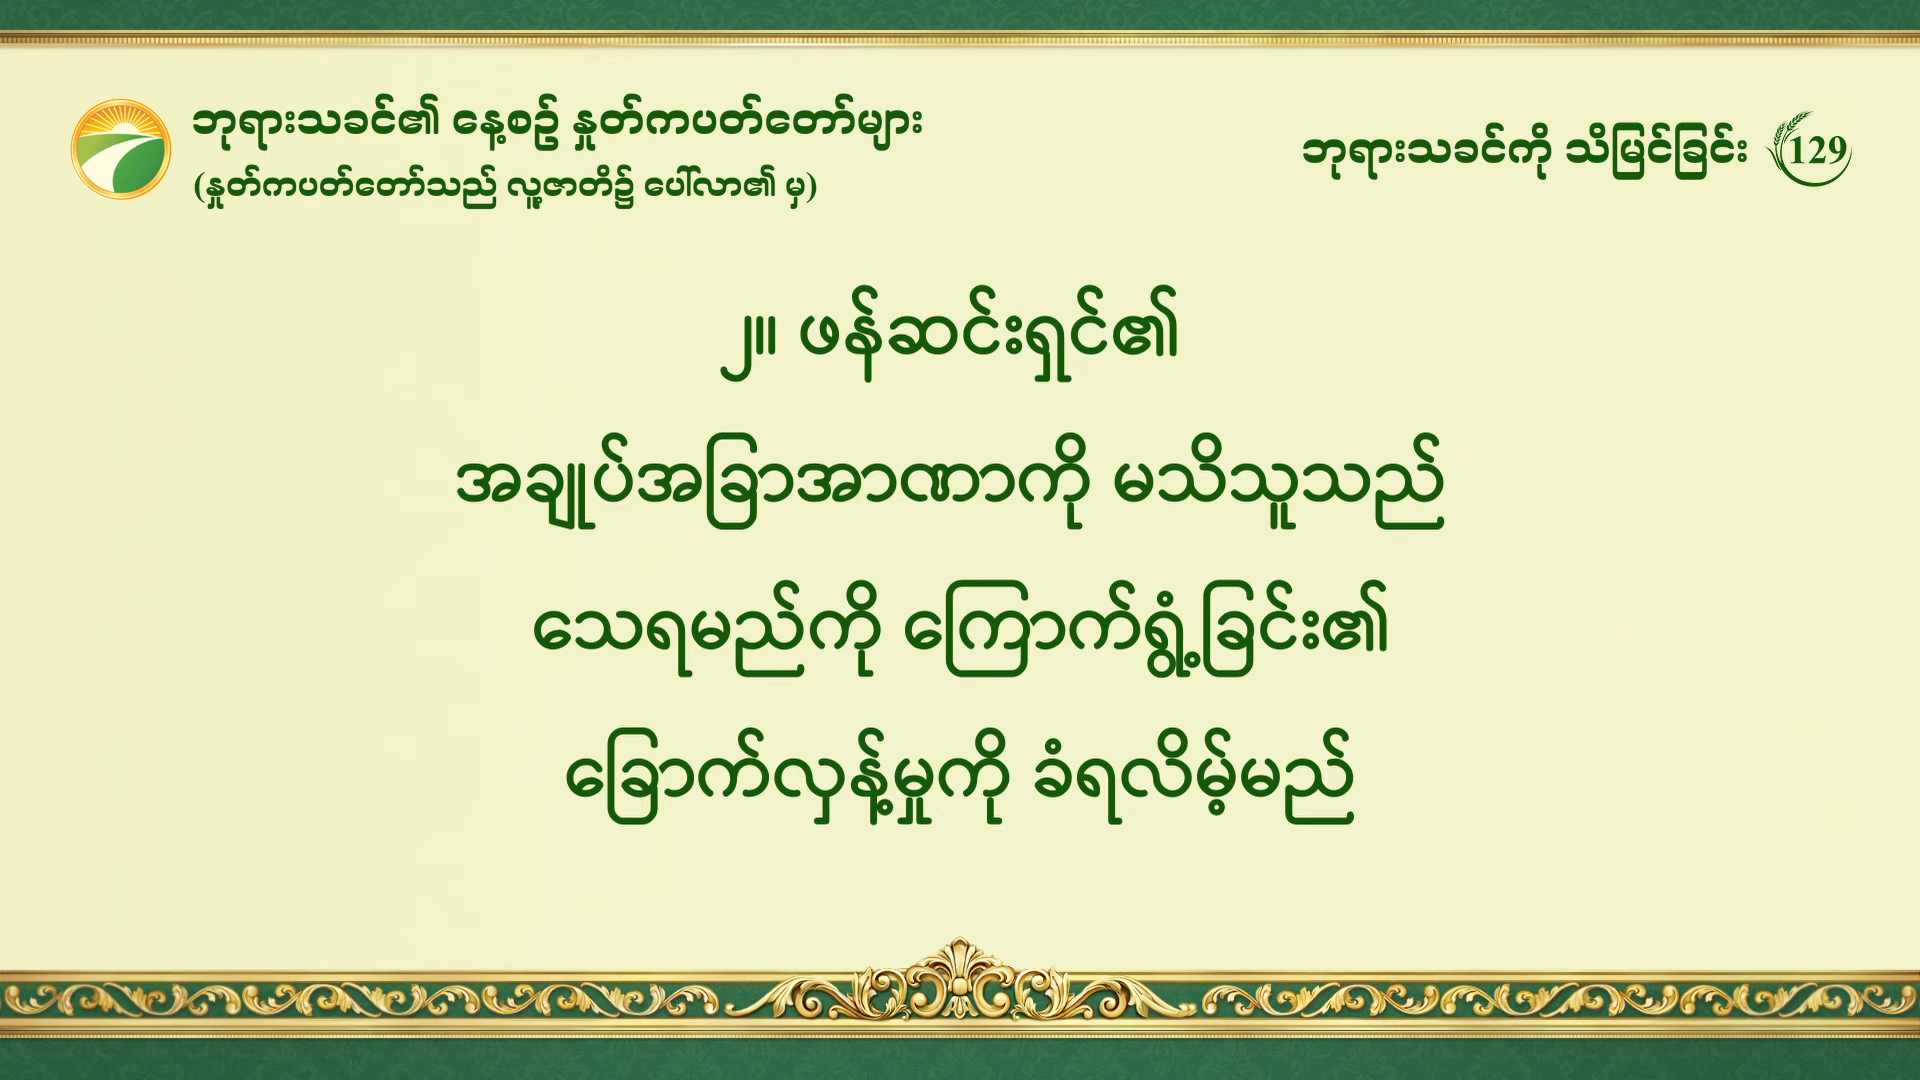 ဘုရားသခင်၏ နေ့စဉ် နှုတ်ကပတ်တော်များ
(နှုတ်ကပတ်တော်သည် လူ့ဇာတိ၌ ပေါ်လာ၏ မှ)
ဘုရားသခင်ကို သိမြင်ခြင်း 129
၂။ ဖန်ဆင်းရှင်၏
အချုပ်အခြာအာဏာကို မသိသူသည်
သေရမည်ကို ကြောက်ရွံ့ခြင်း၏
ခြောက်လှန့်မှုကို ခံရလိမ့်မည်